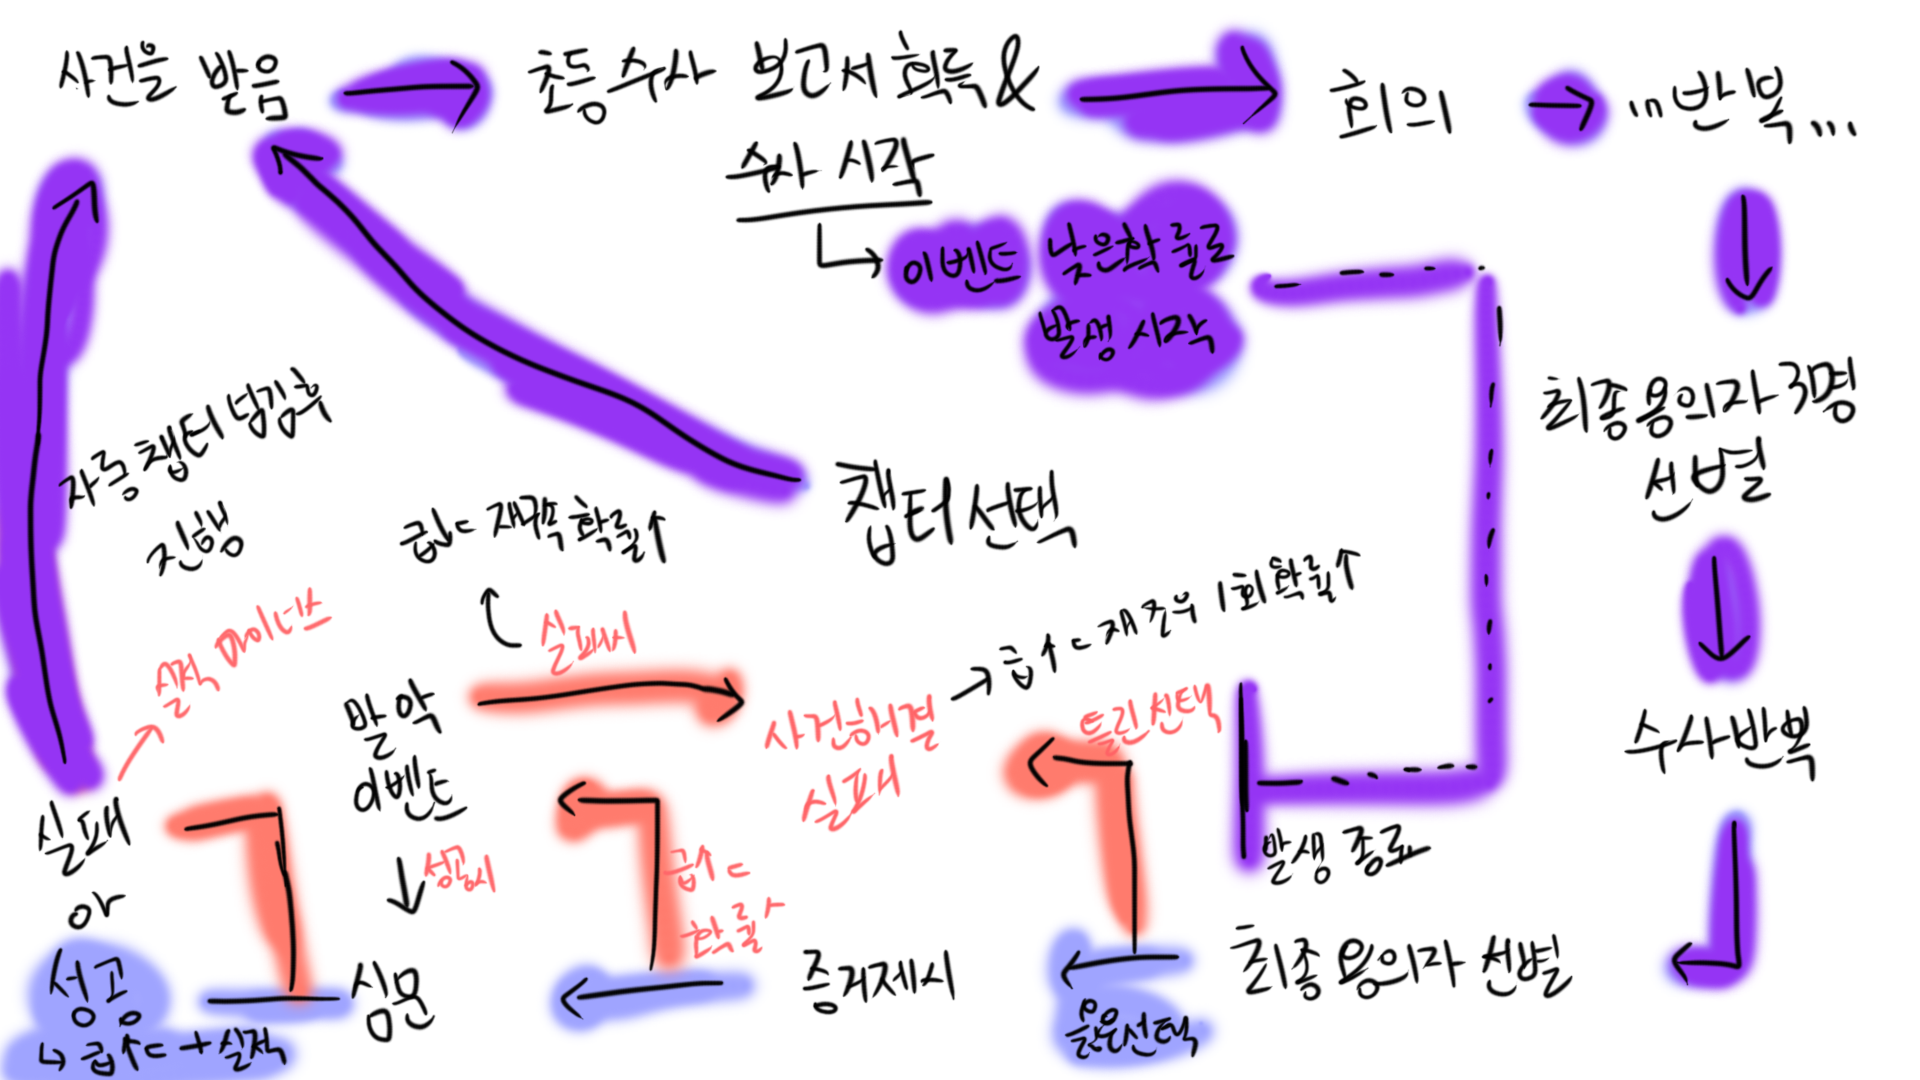 사건을 받음
초등수사 보고서 획득 &
수사 시작
회의
...반복...
이벤트 낮은확률로
발생 시작
최종용의자 3명
선별
수사반복
최종 용의자 선별
발생 종료
챕터선택
자동챕터 넘김후
진행
급↓ㄷ 재구속 확률↑
실패시
실적 마이너스
발악
이벤트
성공시
사건해결
실패
급↑ㄷ 재조우 1회 확률↑
틀린선택
옳은선택
증거제시
급↑ㄷ
확률
심문
실패
or
성공
급↑ㄷ +실적